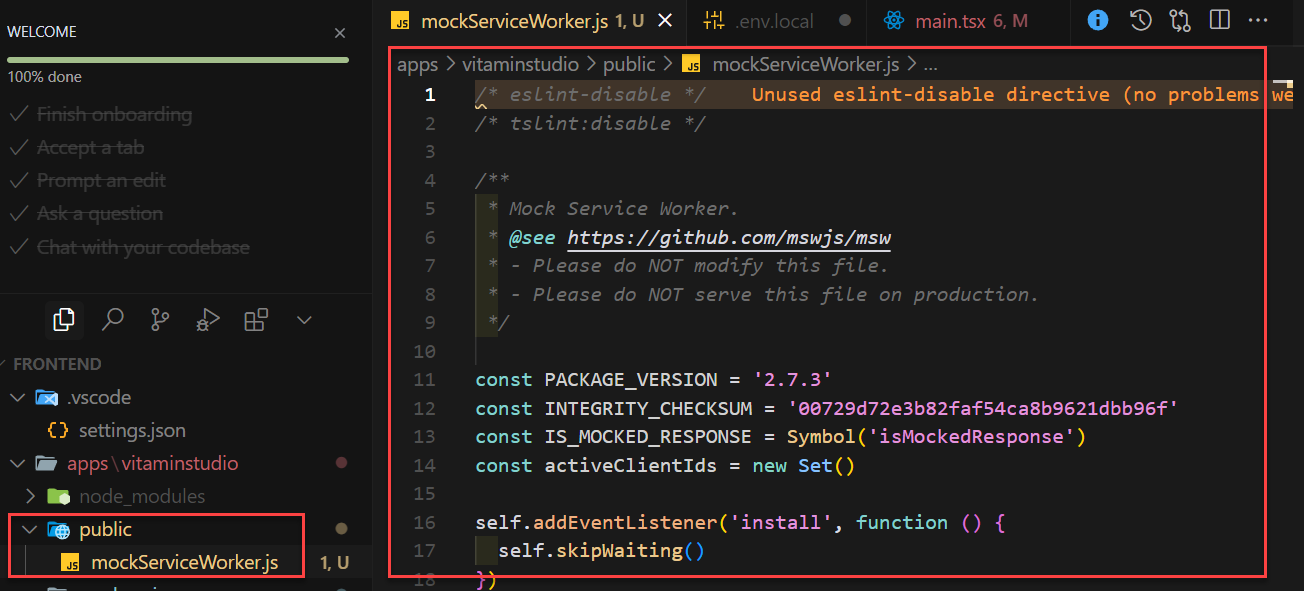 WELCOME
100% done
Finish onboarding
Accept a tab
Prompt an edit
Ask a question
Chat with your codebase
FRONTEND
.vscode
settings.json
apps\vitaminstudio
node_modules
public
mockServiceWorker.js 1, U
mockServiceWorker.js 1, U
.env.local
main.tsx 6, M
apps > vitaminstudio > public > JS mockServiceWorker.js > ...
1 /* eslint-disable */ Unused eslint-disable directive (no problems we
2 /* tslint:disable */
3
4 /**
5 * Mock Service Worker.
6 * @see https://github.com/mswjs/msw
7 * - Please do NOT modify this file.
8 * - Please do NOT serve this file on production.
9 */
10
11 const PACKAGE_VERSION = '2.7.3'
12 const INTEGRITY_CHECKSUM = '00729d72e3b82faf54ca8b9621dbb96f'
13 const IS_MOCKED_RESPONSE = Symbol('isMockedResponse')
14 const activeClientIds = new Set()
15
16 self.addEventListener('install', function () {
17 self.skipWaiting()
18 })